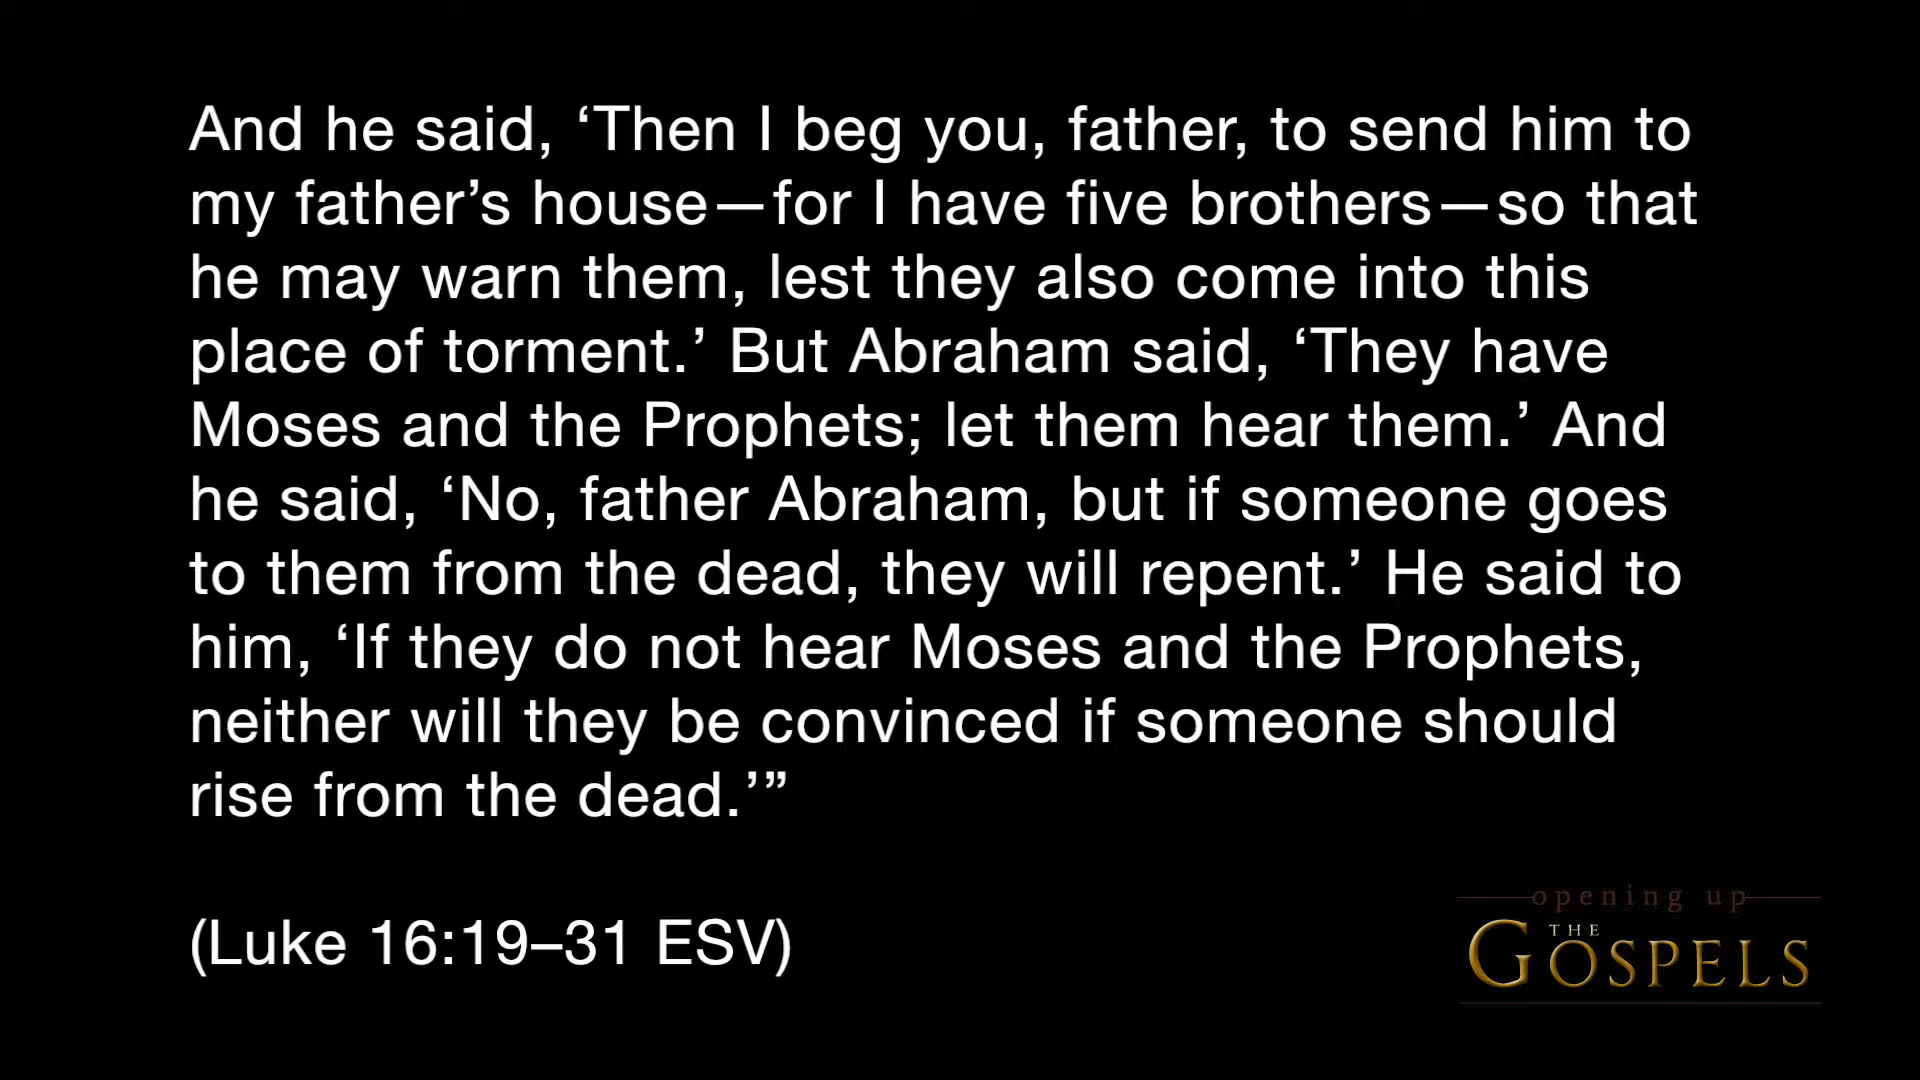 And he said, ‘Then I beg you, father, to send him to
my father’s house—for I have five brothers—so that
he may warn them, lest they also come into this
place of torment.’ But Abraham said, ‘They have
Moses and the Prophets; let them hear them.’ And
he said, ‘No, father Abraham, but if someone goes
to them from the dead, they will repent.’ He said to
him, ‘If they do not hear Moses and the Prophets,
neither will they be convinced if someone should
rise from the dead.’”
(Luke 16:19–31 ESV)
opening up
THE
GOSPELS